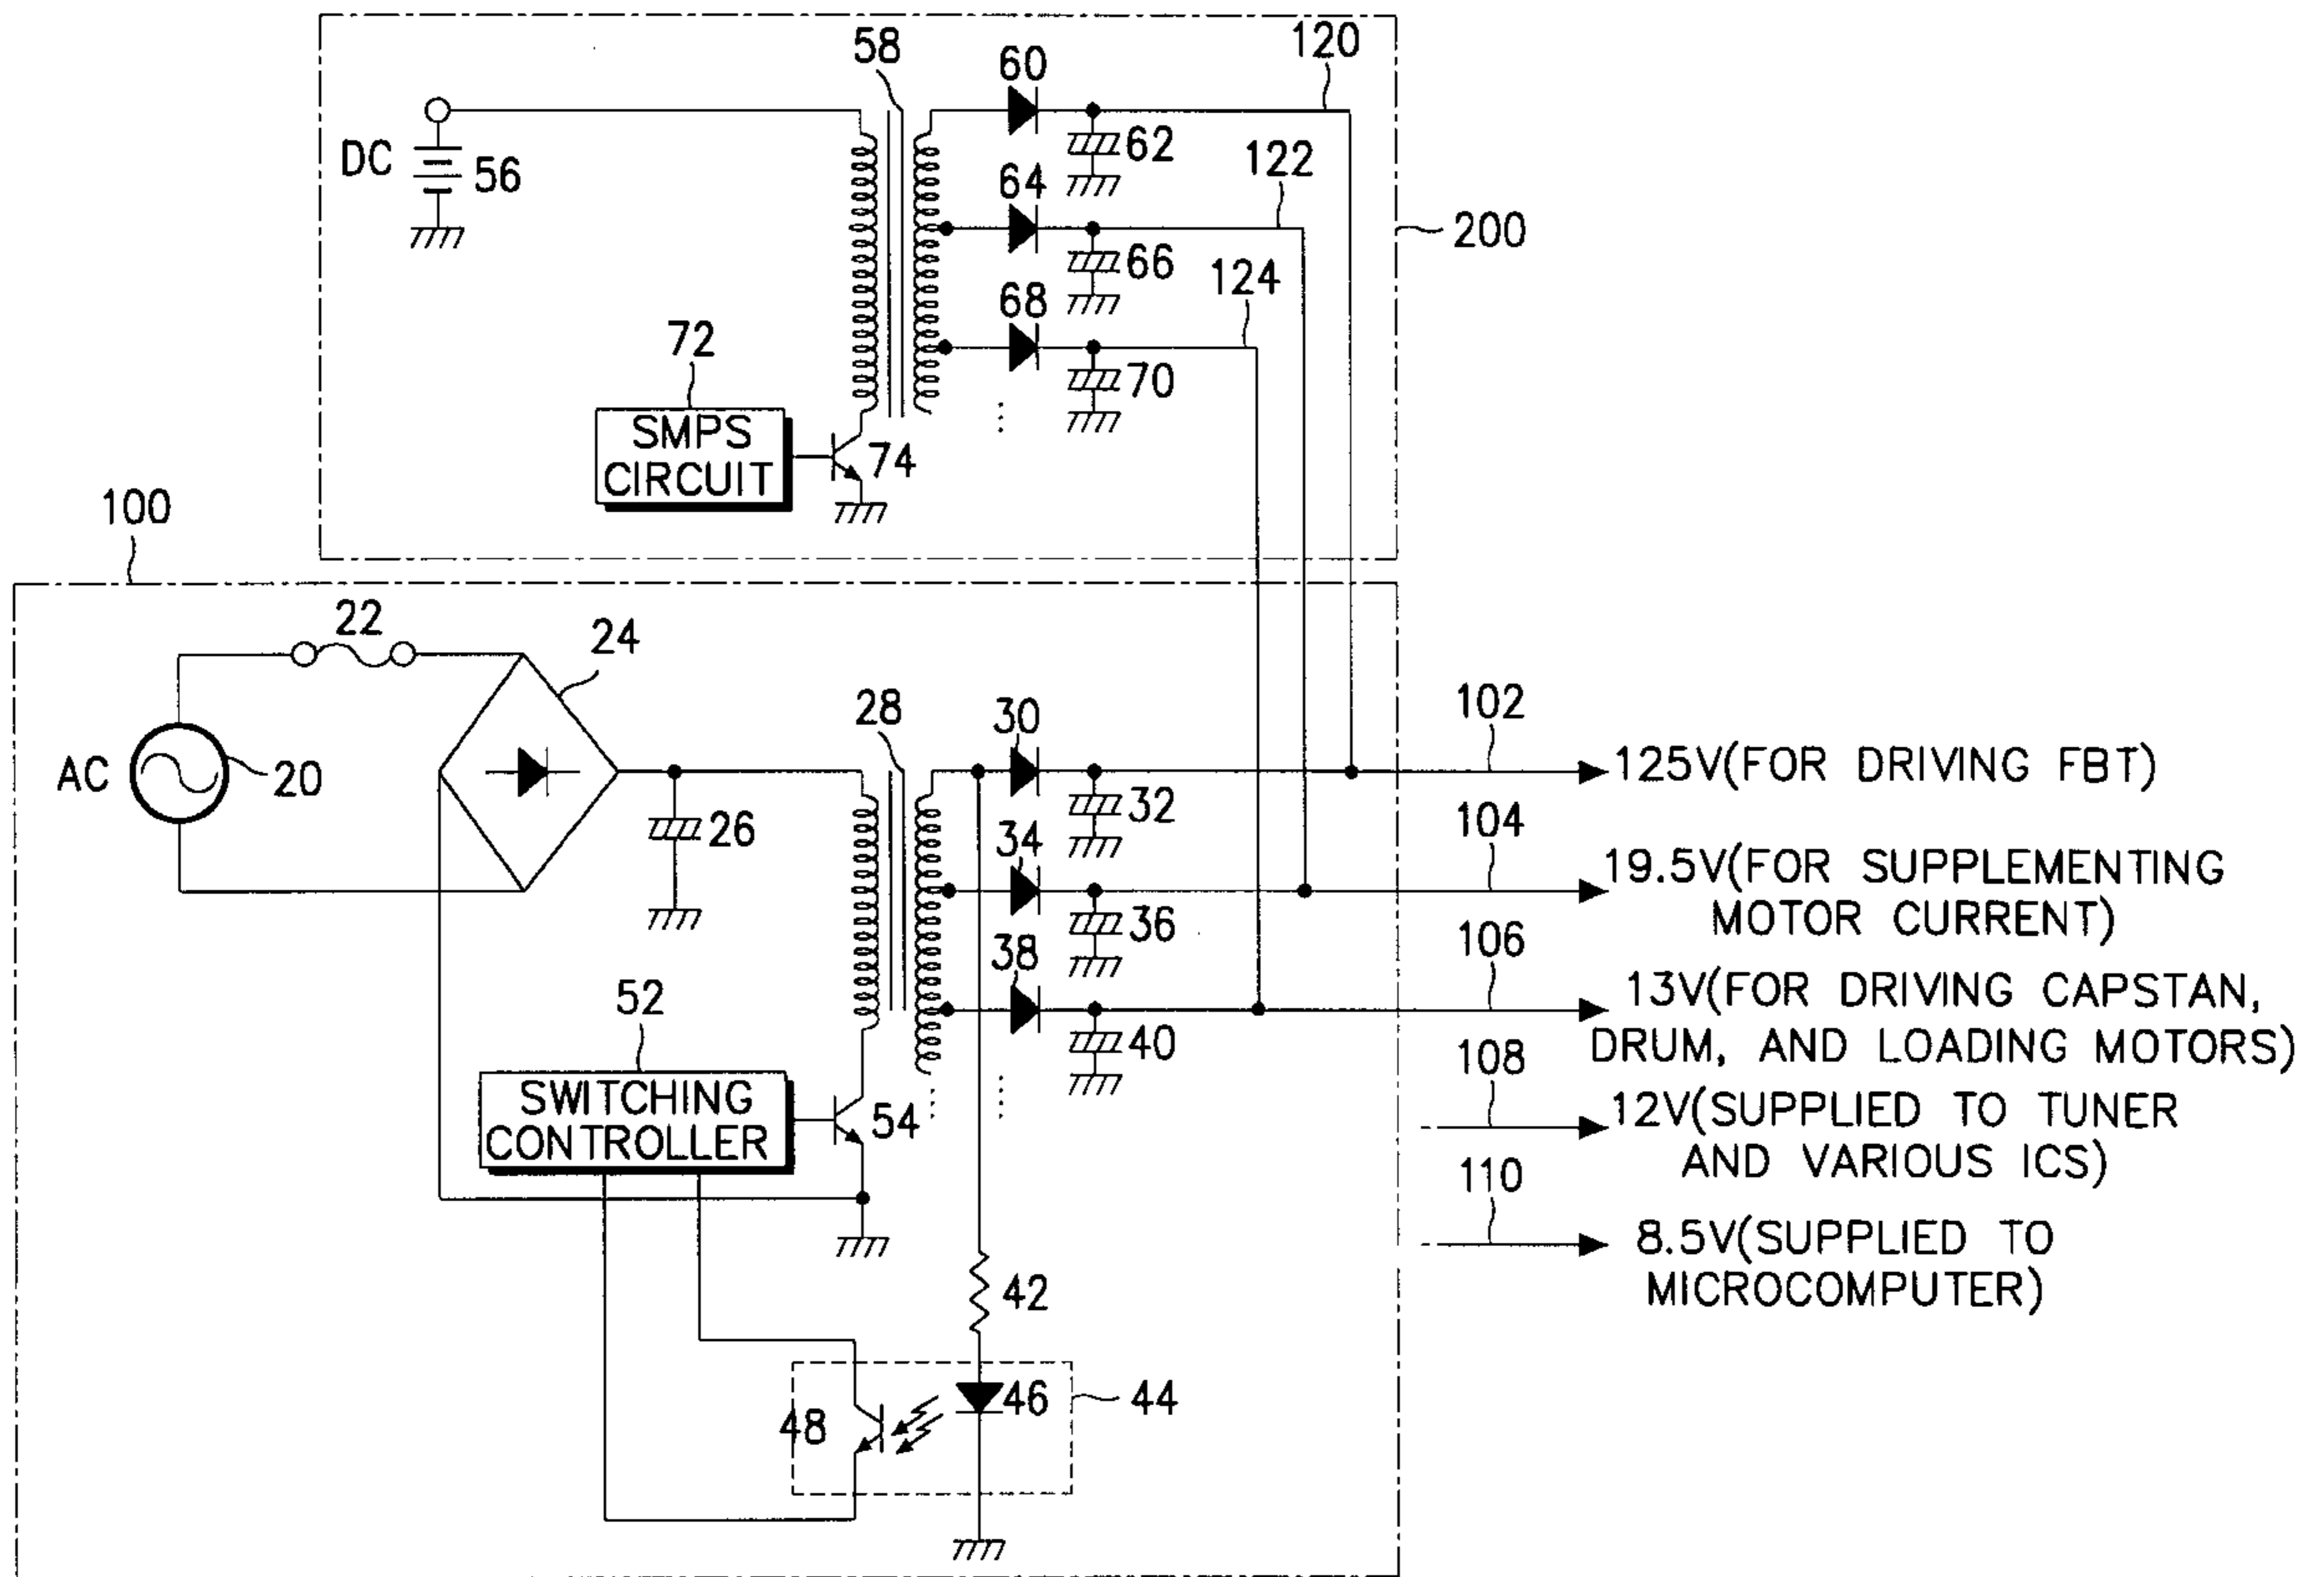 120
58
60
DC
56
62
122
64
200
66
124
68
72
70
SMPS
CIRCUIT
74
100
22
24
28
30
102
AC
20
125V(FOR DRIVING FBT)
26
32
104
34
19.5V(FOR SUPPLEMENTING
MOTOR CURRENT)
36
106
38
52
13V(FOR DRIVING CAPSTAN,
DRUM, AND LOADING MOTORS)
40
108
SWITCHING
CONTROLLER
54
12V(SUPPLIED TO TUNER
AND VARIOUS ICS)
110
8.5V(SUPPLIED TO
MICROCOMPUTER)
42
48
46
44